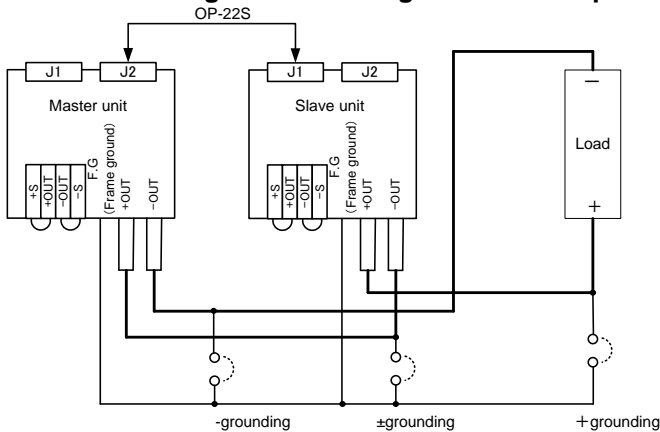 OP-22S
J1
J2
J1
J2
Master unit
Slave unit
Load
－
＋
+S
+OUT
-OUT
-S
F.G
(Frame ground)
+OUT
-OUT
+S
+OUT
-OUT
-S
F.G
(Frame ground)
+OUT
-OUT
-grounding
±grounding
＋grounding